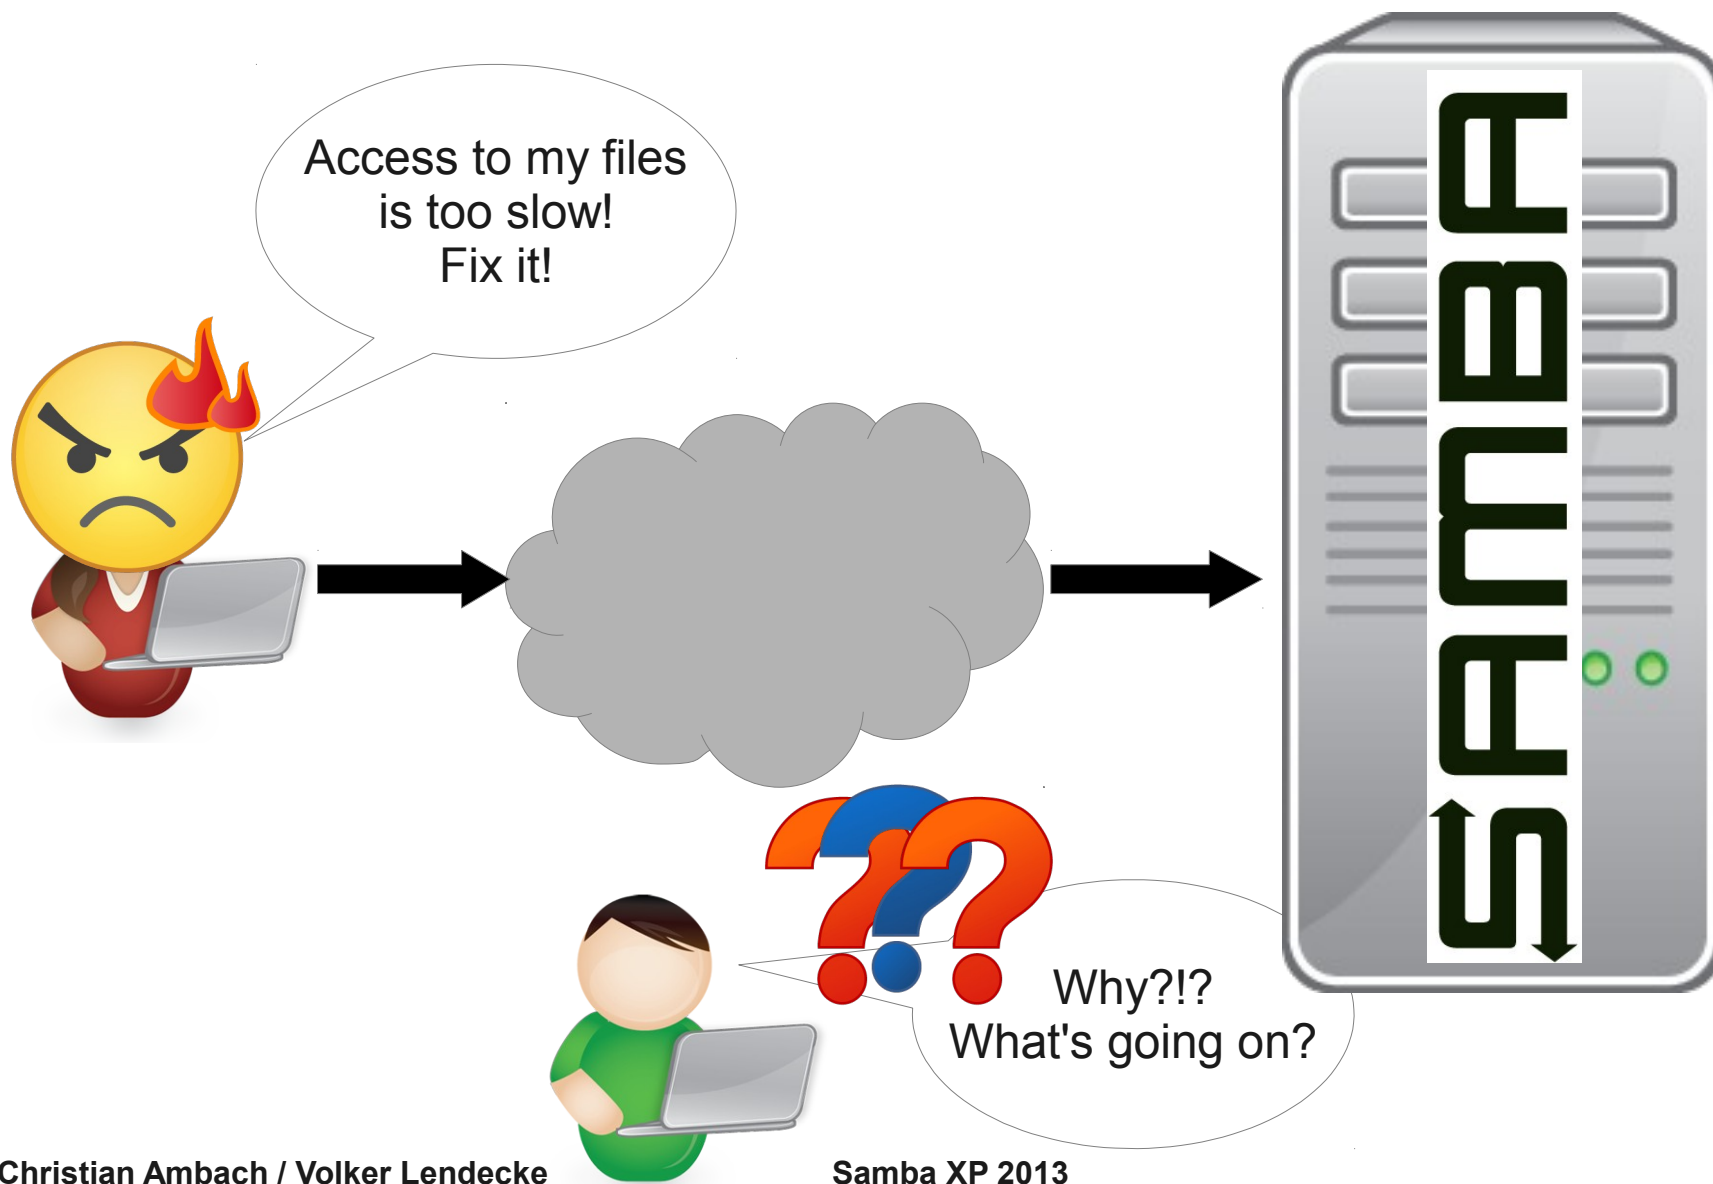 Access to my files
is too slow!
Fix it!
SAMBA
Why?!?
What's going on?
Christian Ambach / Volker Lendecke
Samba XP 2013